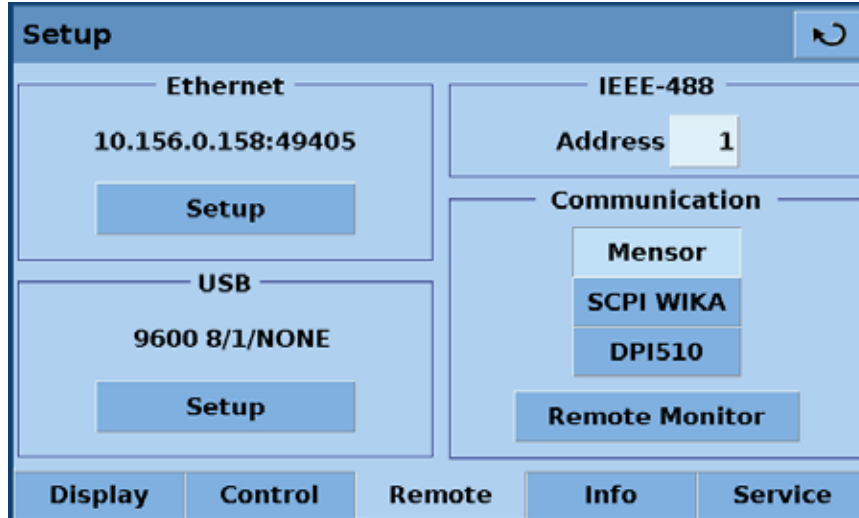 Setup
Ethernet
10.156.0.158:49405
Setup
USB
9600 8/1/NONE
Setup
IEEE-488
Address 1
Communication
Mensor
SCPI WIKA
DPI510
Remote Monitor
Display Control Remote Info Service